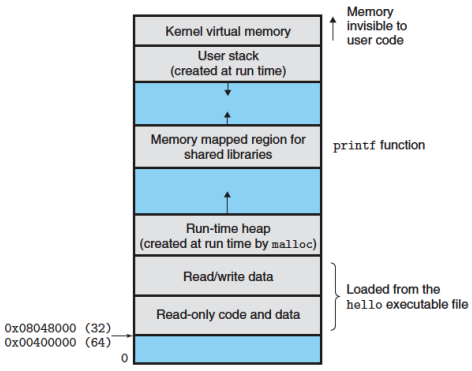 Kernel virtual memory
Memory
invisible to
user code
User stack
(created at run time)
Memory mapped region for
shared libraries
printf function
Run-time heap
(created at run time by malloc)
Read/write data
Loaded from the
hello executable file
Read-only code and data
0x08048000 (32)
0x00400000 (64)
0